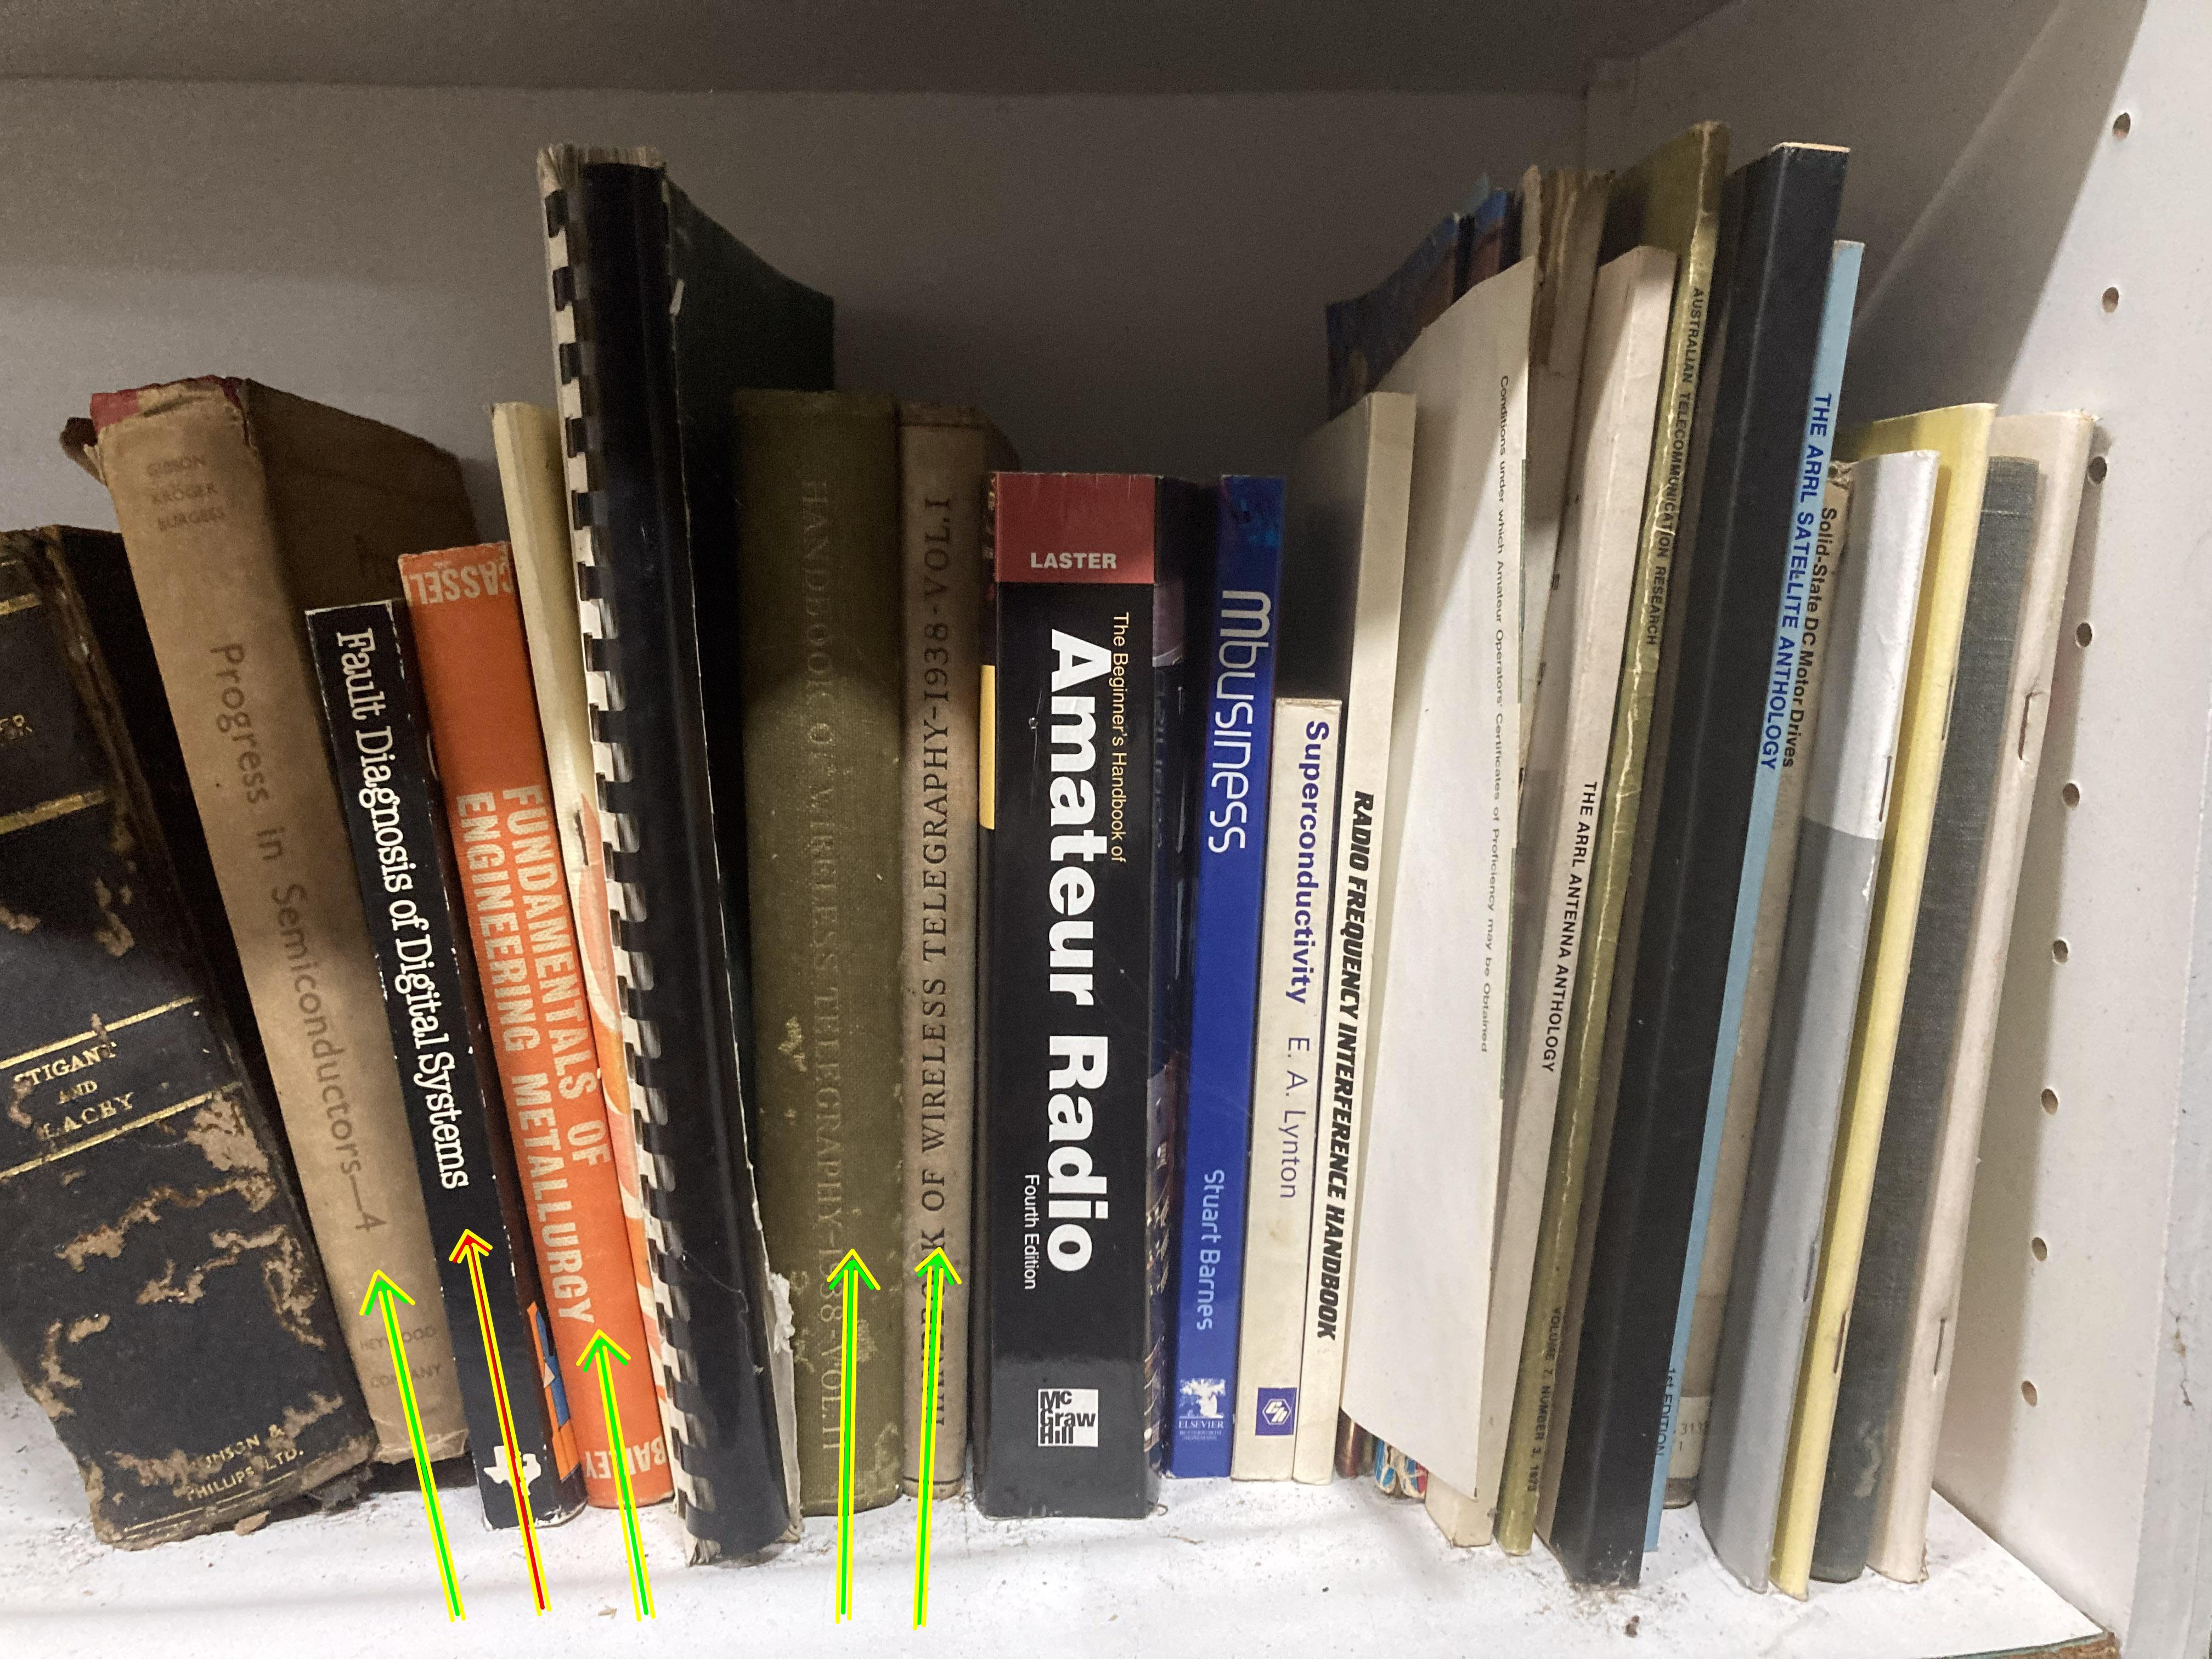 STIGANT
AND
LACEY
PHILLIPS LTD.
GIBSON
KROGER
BURGESS
Progress in Semiconductors—4
HEYWOOD
COMPANY
Fault Diagnosis of Digital Systems
CASSELL
FUNDAMENTALS OF
ENGINEERING METALLURGY
BAILEY
HANDBOOK OF WIRELESS TELEGRAPHY-1938-VOL.II
HANDBOOK OF WIRELESS TELEGRAPHY-1938-VOL.I
LASTER
The Beginner's Handbook of
Amateur Radio
Fourth Edition
Mc
Graw
Hill
Mbusiness
Stuart Barnes
ELSEVIER
Superconductivity E. A. Lynton
RADIO FREQUENCY INTERFERENCE HANDBOOK
Conditions under which Amateur Operators' Certificates of Proficiency may be Obtained
THE ARRL ANTENNA ANTHOLOGY
AUSTRALIAN TELECOMMUNICATION RESEARCH
VOLUME 7, NUMBER 3, 1973
THE ARRL SATELLITE ANTHOLOGY
1st EDITION
Solid-State DC Motor Drives